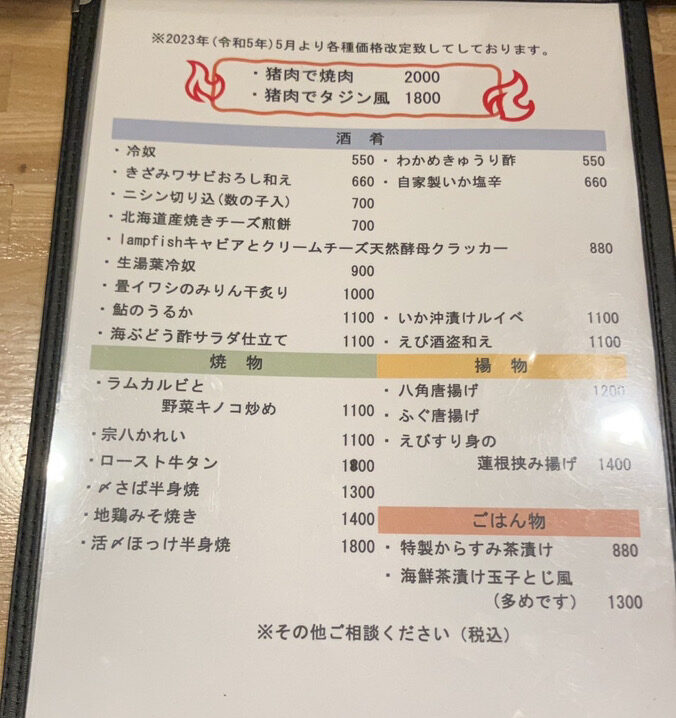 ※2023年(令和5年)5月より各種価格改定致してしております。
・猪肉で焼肉 2000
・猪肉でタジン風 1800
酒肴
・冷奴 550 ・わかめきゅうり酢 550
・きざみワサビおろし和え 660 ・自家製いか塩辛 660
・ニシン切り込(数の子入) 700
・北海道産焼きチーズ煎餅 700
・lampfishキャビアとクリームチーズ天然酵母クラッカー 880
・生湯葉冷奴 900
・畳イワシのみりん干炙り 1000
・鮎のうるか 1100 ・いか沖漬けルイベ 1100
・海ぶどう酢サラダ仕立て 1100 ・えび酒盗和え 1100
焼物
・ラムカルビと
野菜キノコ炒め 1100
・宗八かれい 1100
・ロースト牛タン 1800
・〆さば半身焼 1300
・地鶏みそ焼き 1400
・活〆ほっけ半身焼 1800
揚物
・八角唐揚げ 1200
・ふぐ唐揚げ
・えびすり身の
蓮根挟み揚げ 1400
ごはん物
・特製からすみ茶漬け 880
・海鮮茶漬け玉子とじ風
(多めです) 1300
※その他ご相談ください(税込)